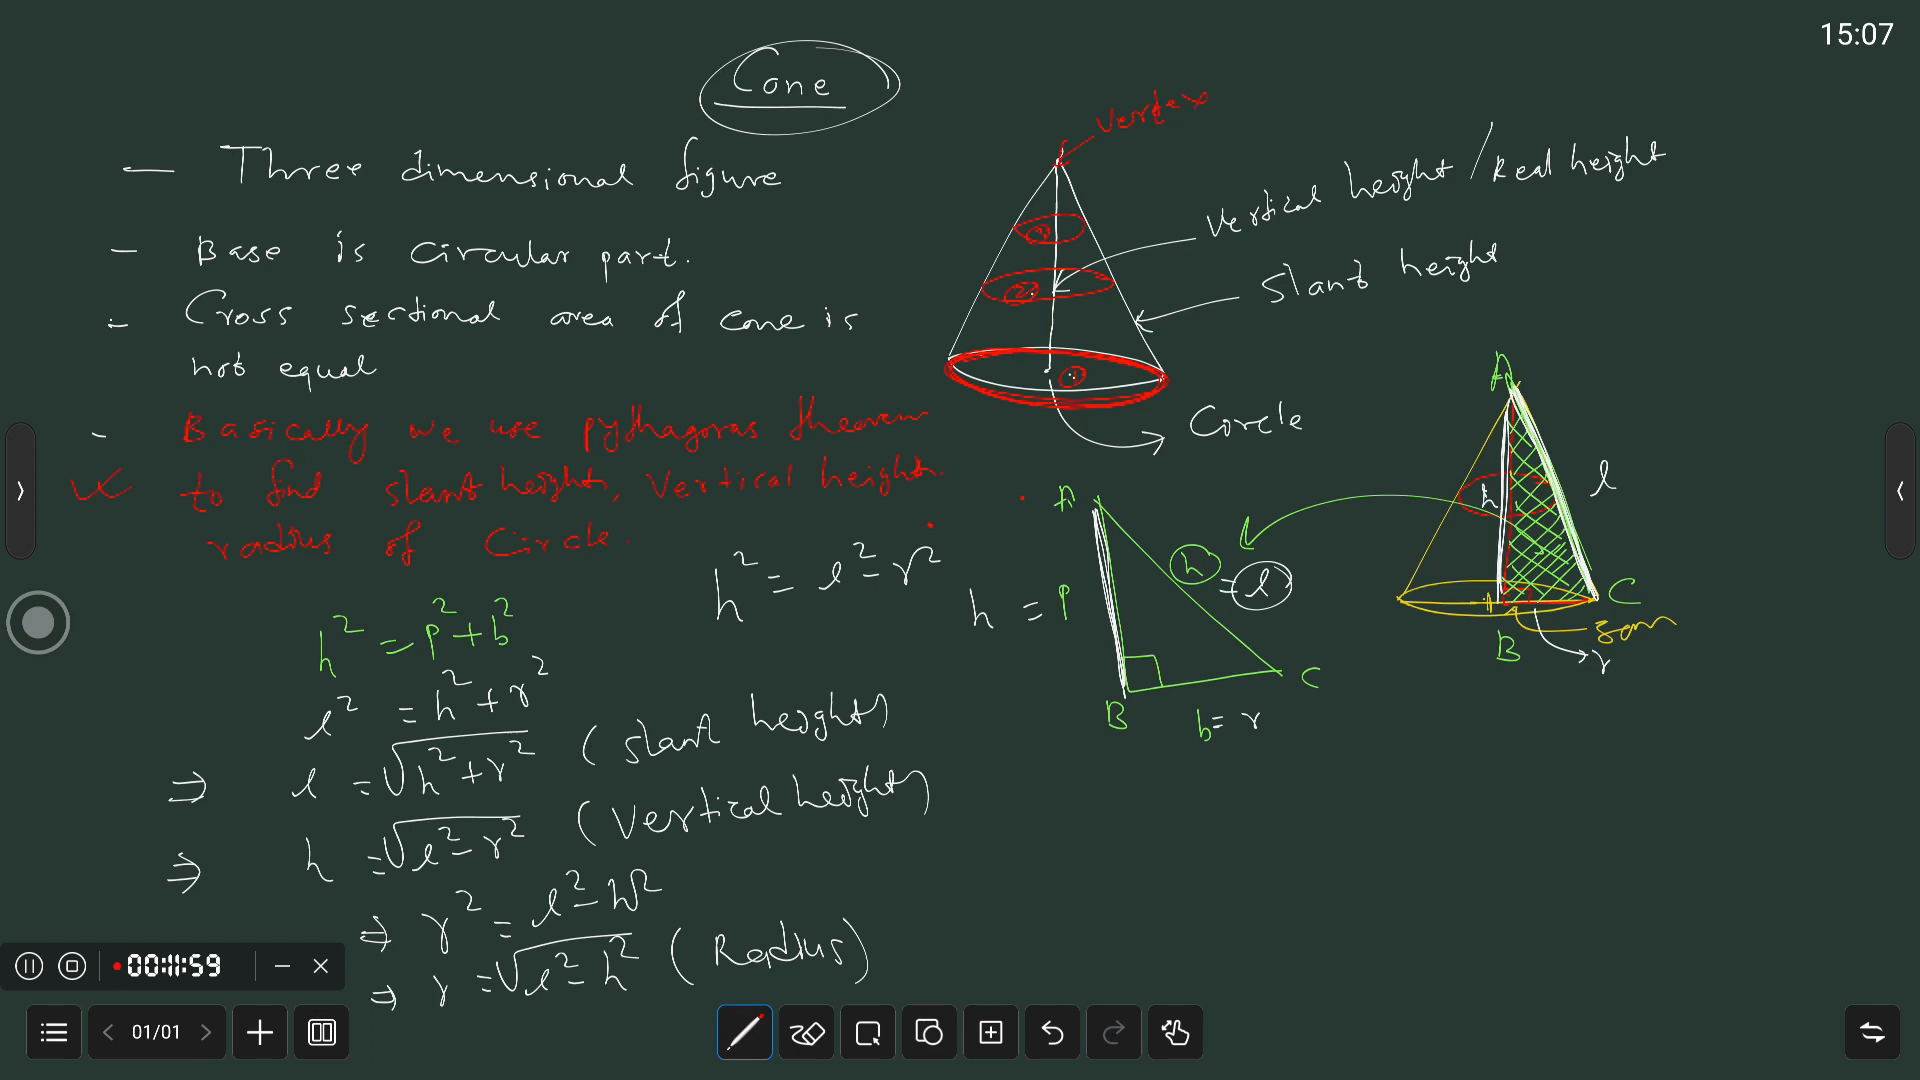 15:07
Cone
— Three dimensional figure
- Base is circular part.
- Cross sectional area of cone is
not equal
- Basically we use pythagoras theorem
to find slant height, vertical height.
radius of Circle.
h² = l² - r²
h² = p² + b²
l² = h² + r²
⇒ l = √h² + r² (slant height)
⇒ h = √l² - r² (Vertical height)
⇒ r² = l² - h²
⇒ r = √l² - h² (Radius)
Vertex
Vertical height / Real height
Slant height
3
2
1
Circle
A
h = l
h = p
B
C
b = r
A
h
l
C
B
r
00:11:59
01/01